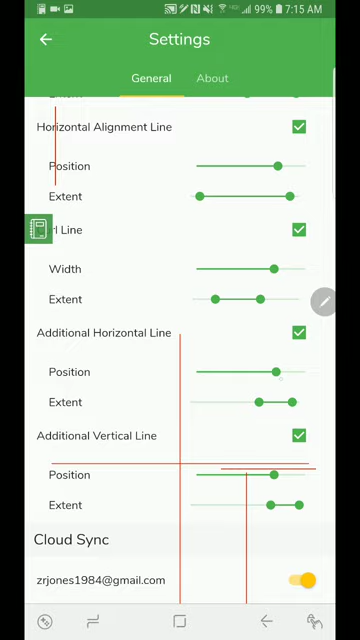 99% 7:15 AM
Settings
General About
Horizontal Alignment Line
Position
Extent
Line
Width
Extent
Additional Horizontal Line
Position
Extent
Additional Vertical Line
Position
Extent
Cloud Sync
zrjones1984@gmail.com